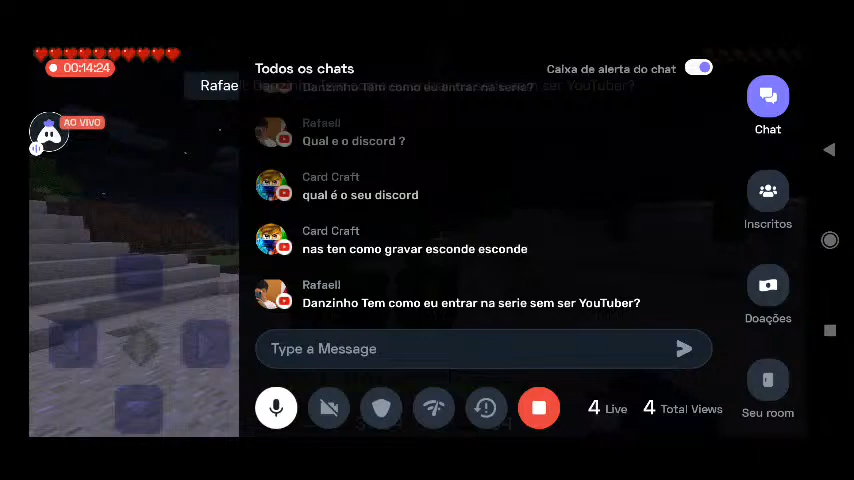 00:14:24
AO VIVO
Rafae
Todos os chats
Caixa de alerta do chat
Danzinho Tem como eu entrar na serie?
Rafaell
Qual e o discord ?
Card Craft
qual é o seu discord
Card Craft
nas ten como gravar esconde esconde
Rafaell
Danzinho Tem como eu entrar na serie sem ser YouTuber?
Type a Message
4 Live
4 Total Views
Chat
Inscritos
Doações
Seu room